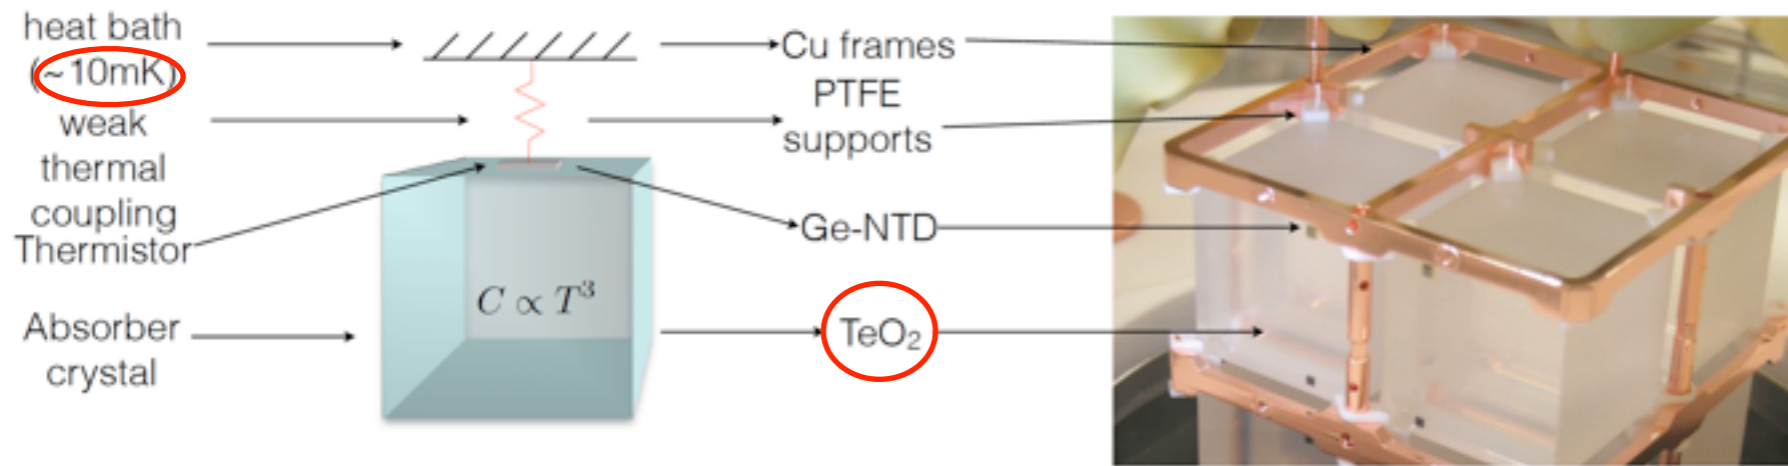 heat bath
(~10mK)
weak
thermal
coupling
Thermistor
Absorber
crystal
C ∝ T³
Cu frames
PTFE
supports
Ge-NTD
TeO₂